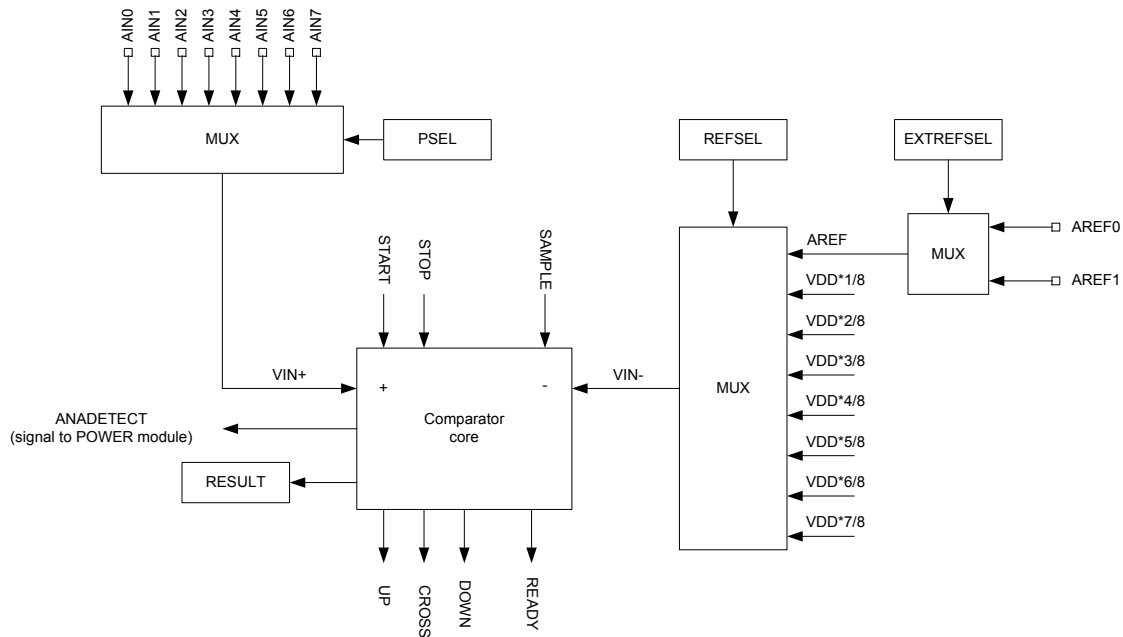 AIN0
AIN1
AIN2
AIN3
AIN4
AIN5
AIN6
AIN7
MUX
PSEL
REFSEL
EXTREFSEL
START
STOP
SAMPLE
AREF
MUX
AREF0
AREF1
VDD*1/8
VDD*2/8
VDD*3/8
VDD*4/8
VDD*5/8
VDD*6/8
VDD*7/8
MUX
VIN+
+
-
VIN-
Comparator
core
ANADETECT
(signal to POWER module)
RESULT
UP
CROSS
DOWN
READY